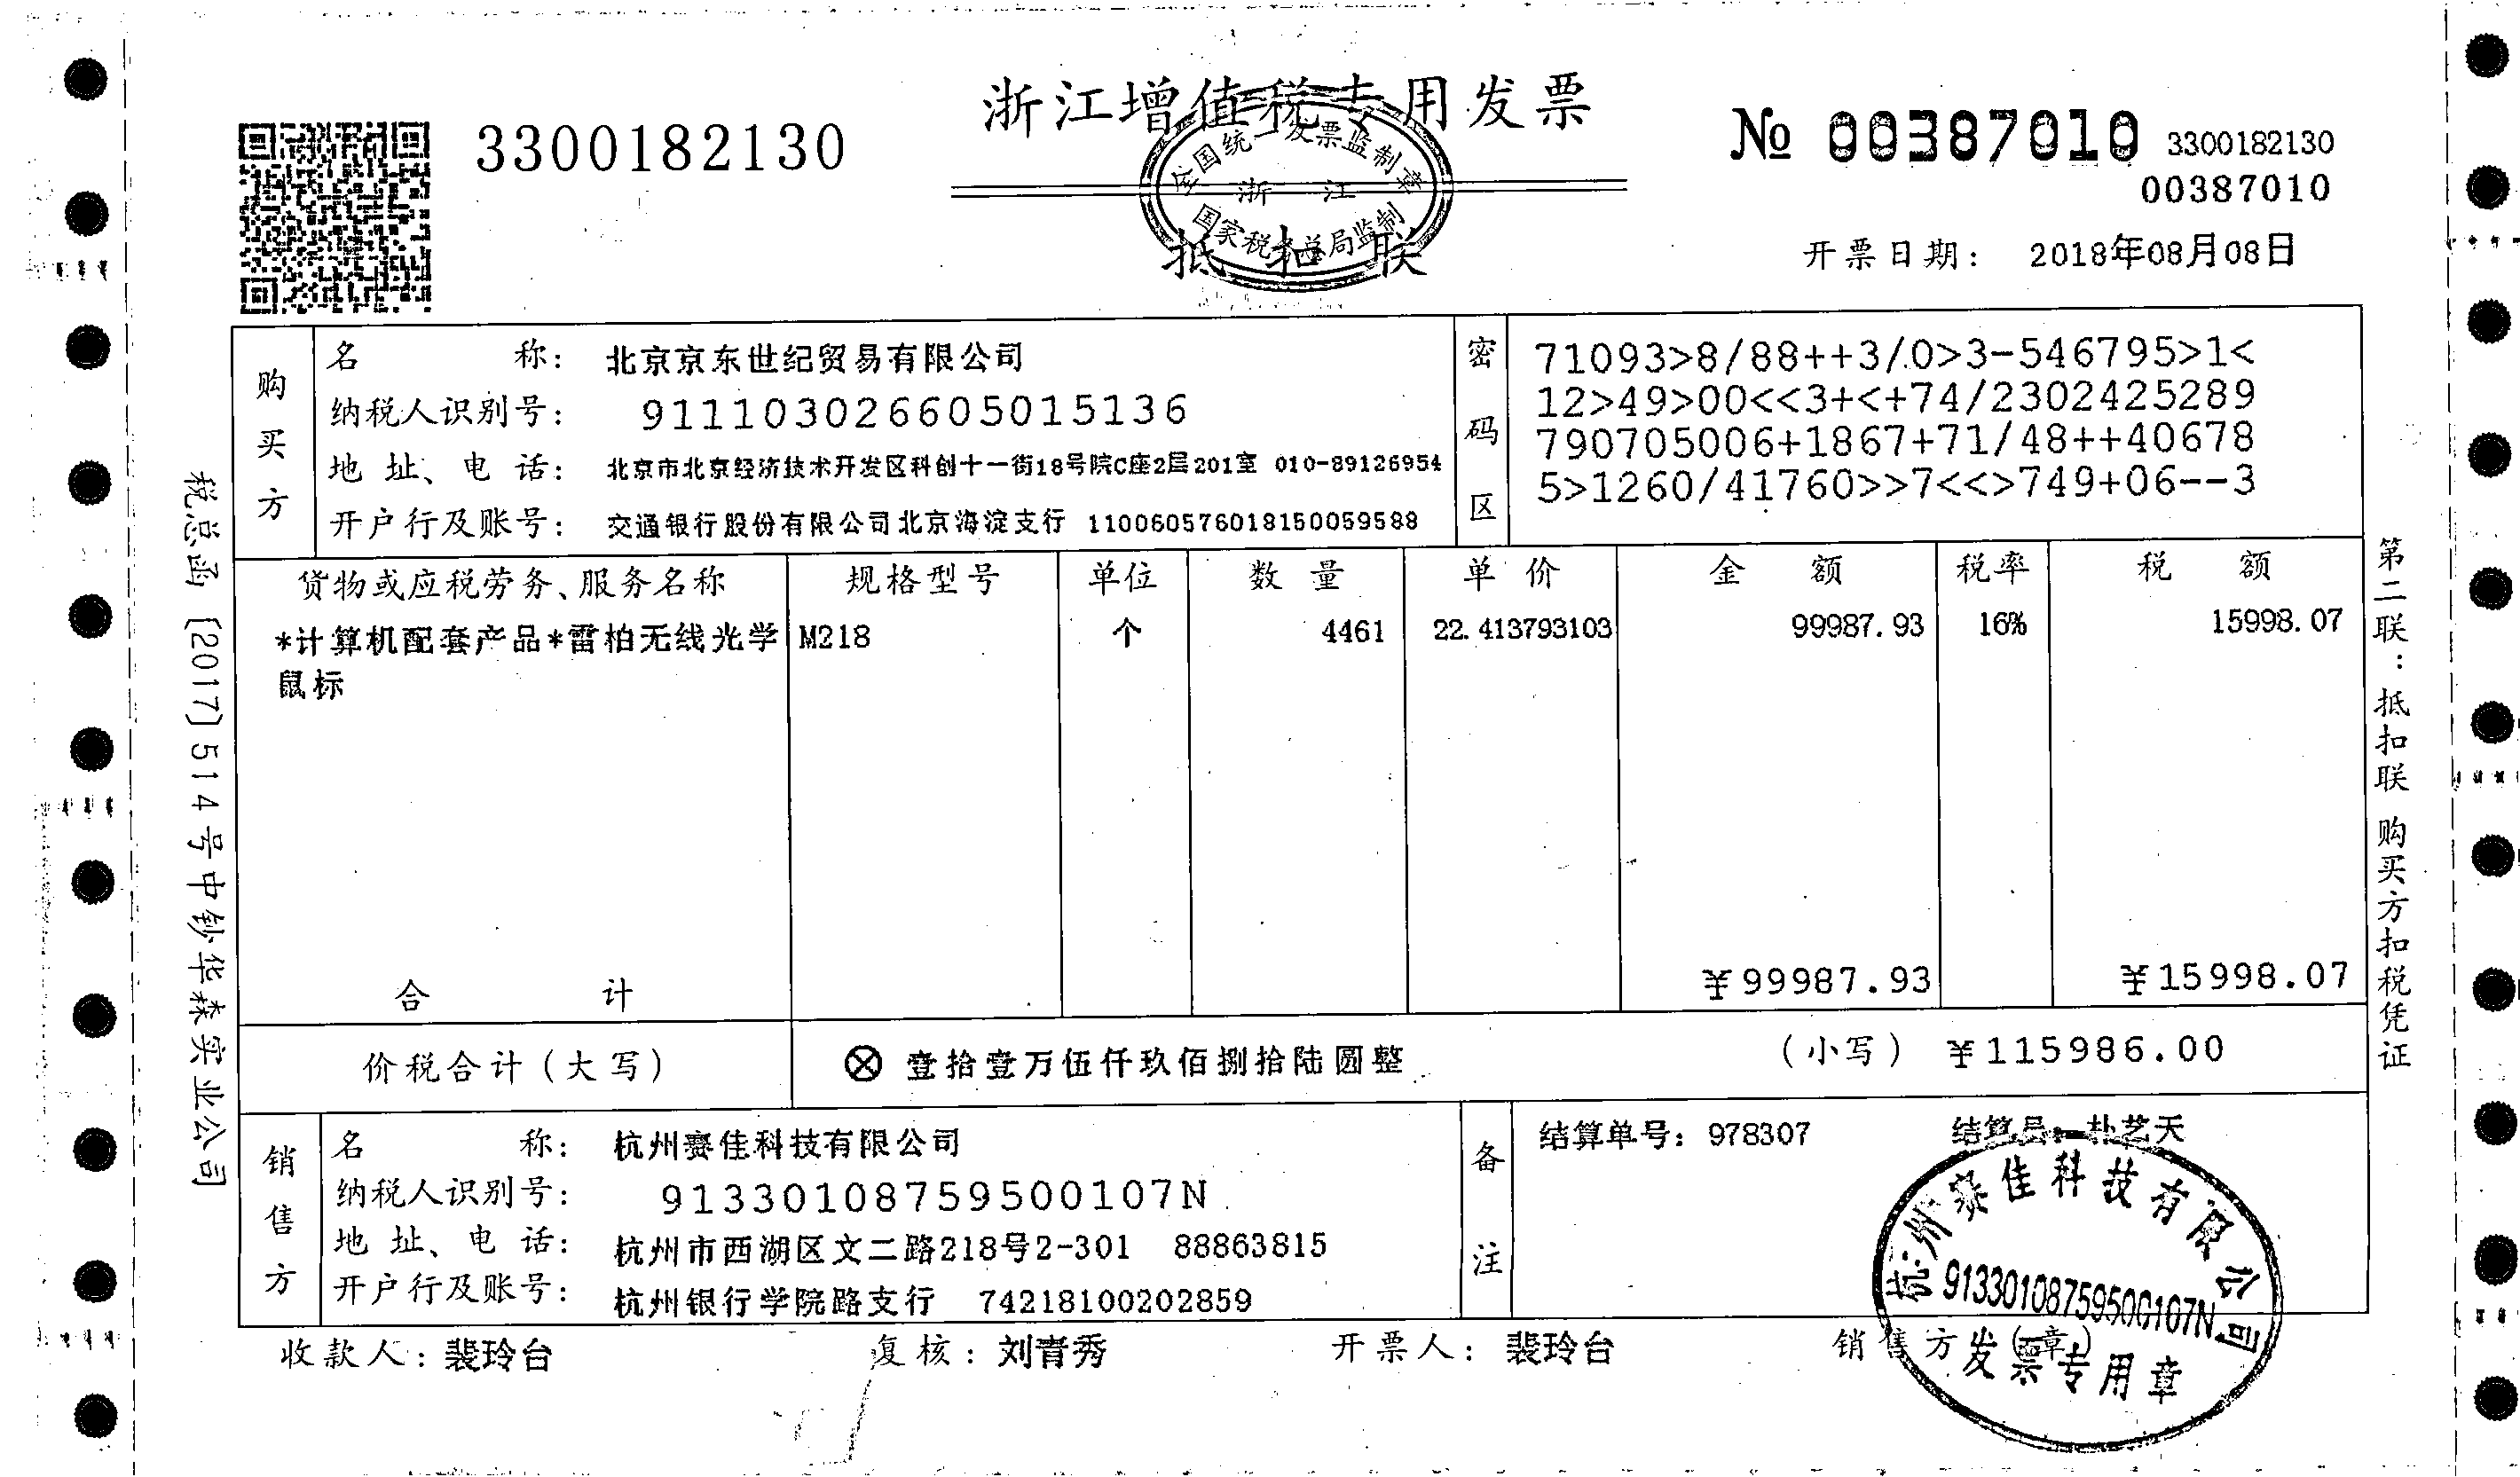 浙江增值税专用发票
3300182130
№ 00387010
3300182130
00387010
全国统一发票监制章
浙 江
国家税务总局监制
抵 扣 联
开票日期: 2018年08月08日
购买方
名 称: 北京京东世纪贸易有限公司
纳税人识别号: 911103026605015136
地 址、电 话: 北京市北京经济技术开发区科创十一街18号院C座2层201室 010-89126954
开户行及账号: 交通银行股份有限公司北京海淀支行 110060576018150059588
密码区
71093>8/88++3/0>3-546795>1<
12>49>00<<3+<+74/2302425289
790705006+1867+71/48++40678
5>1260/41760>>7<<>749+06--3
货物或应税劳务、服务名称 规格型号 单位 数 量 单 价 金 额 税率 税 额
*计算机配套产品*雷柏无线光学 M218 个 4461 22.413793103 99987.93 16% 15998.07
鼠标
合 计 ¥99987.93 ¥15998.07
价税合计(大写) ⊗ 壹拾壹万伍仟玖佰捌拾陆圆整 (小写) ¥115986.00
销售方
名 称: 杭州赛佳科技有限公司
纳税人识别号: 91330108759500107N
地 址、电 话: 杭州市西湖区文二路218号2-301 88863815
开户行及账号: 杭州银行学院路支行 74218100202859
备注
结算单号: 978307 结算员: 朴艺天
收款人: 裴玲台 复核: 刘青秀 开票人: 裴玲台 销售方:(章)
杭州赛佳科技有限公司
91330108759500107N
发票专用章
税总函〔2017〕514号中钞华森实业公司
第二联: 抵扣联 购买方扣税凭证